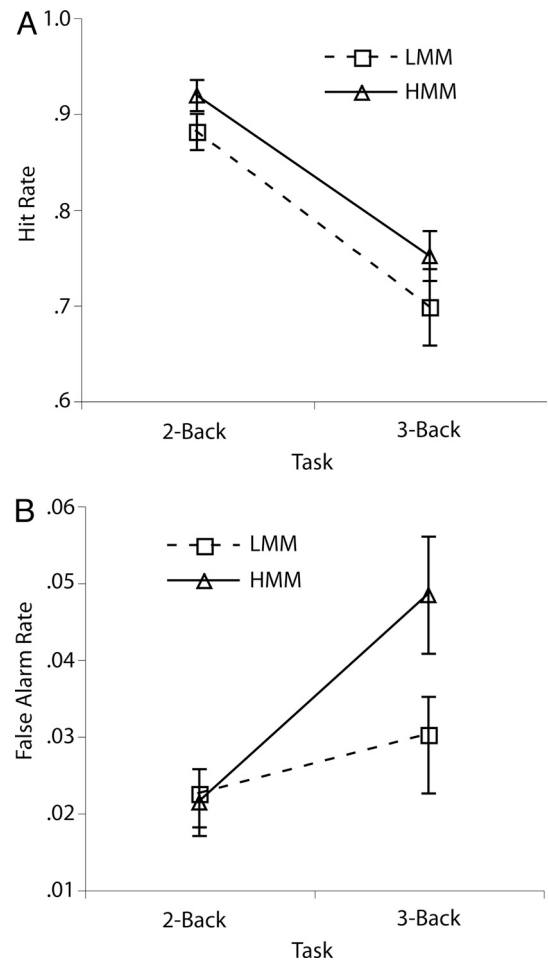 A
1.0
.9
.8
.7
.6
Hit Rate
LMM
HMM
2-Back
3-Back
Task
B
.06
.05
.04
.03
.02
.01
False Alarm Rate
LMM
HMM
2-Back
3-Back
Task